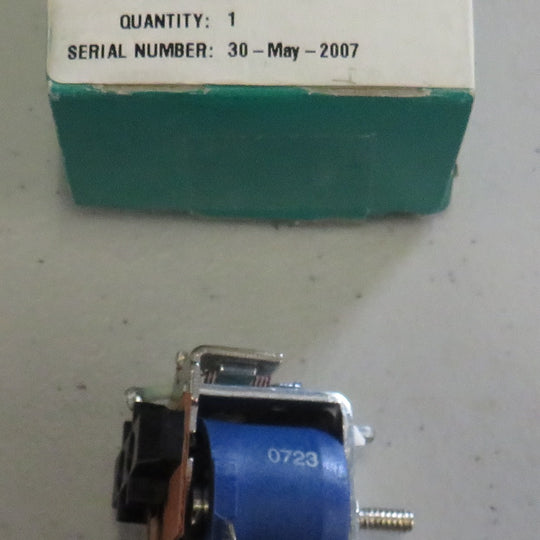 QUANTITY: 1
SERIAL NUMBER: 30-May-2007
0723